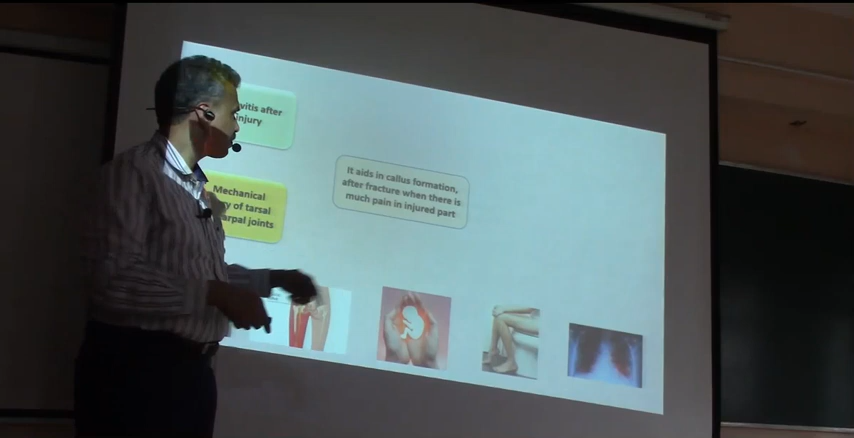 vitis after
injury
Mechanical
y of tarsal
arpal joints
It aids in callus formation,
after fracture when there is
much pain in injured part